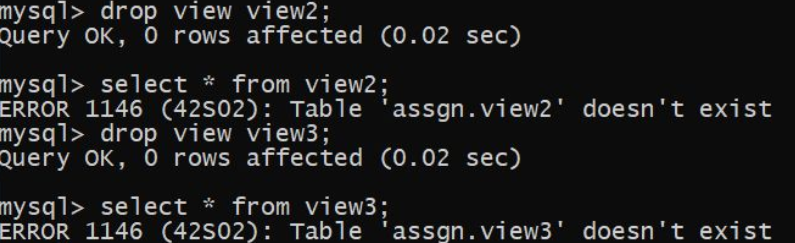 mysql> drop view view2;
Query OK, 0 rows affected (0.02 sec)
mysql> select * from view2;
ERROR 1146 (42S02): Table 'assgn.view2' doesn't exist
mysql> drop view view3;
Query OK, 0 rows affected (0.02 sec)
mysql> select * from view3;
ERROR 1146 (42S02): Table 'assgn.view3' doesn't exist